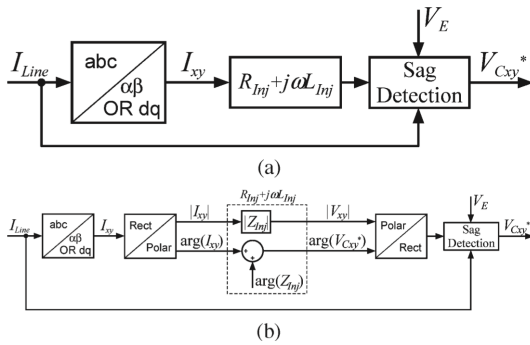 V_E
I_Line
abc
αβ
OR dq
I_xy
R_Inj+jωL_Inj
Sag
Detection
V_Cxy*
(a)
R_Inj+jωL_Inj
|I_xy|
|Z_Inj|
|V_xy|
V_E
I_Line
abc
αβ
OR dq
I_xy
Rect
Polar
arg(I_xy)
+
+
arg(V_Cxy*)
Polar
Rect
Sag
Detection
V_Cxy*
arg(Z_Inj)
(b)